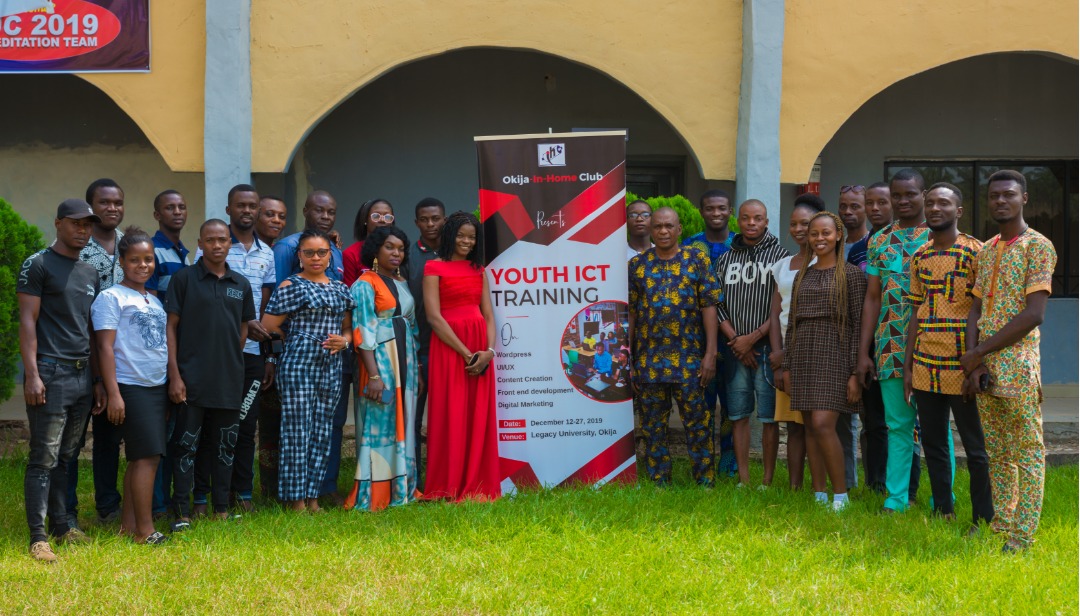 UC 2019
EDITATION TEAM
Okija-In-Home Club
Presents
YOUTH ICT
TRAINING
On
Wordpress
UI/UX
Content Creation
Front end development
Digital Marketing
Date: December 12-27, 2019
Venue: Legacy University, Okija
BOY